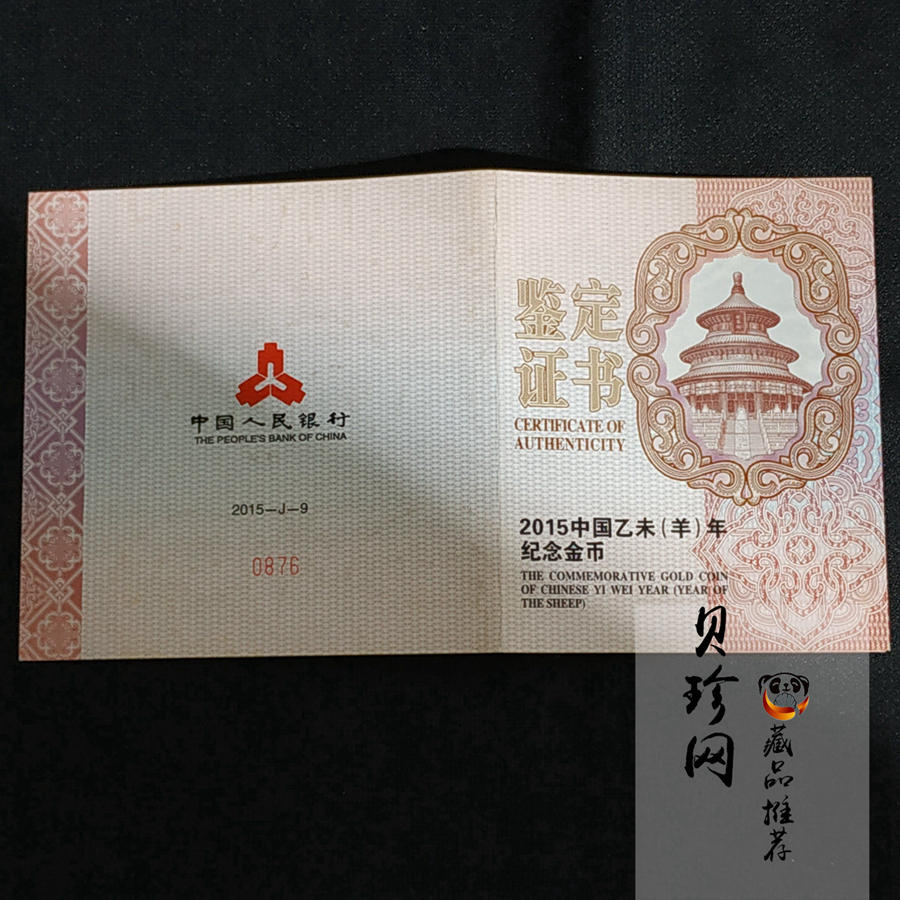 中国人民银行
THE PEOPLE'S BANK OF CHINA
2015—J—9
0876
鉴定
证书
CERTIFICATE OF
AUTHENTICITY
2015中国乙未(羊)年
纪念金币
THE COMMEMORATIVE GOLD COIN
OF CHINESE YI WEI YEAR (YEAR OF
THE SHEEP)
贝珍网
藏品推荐